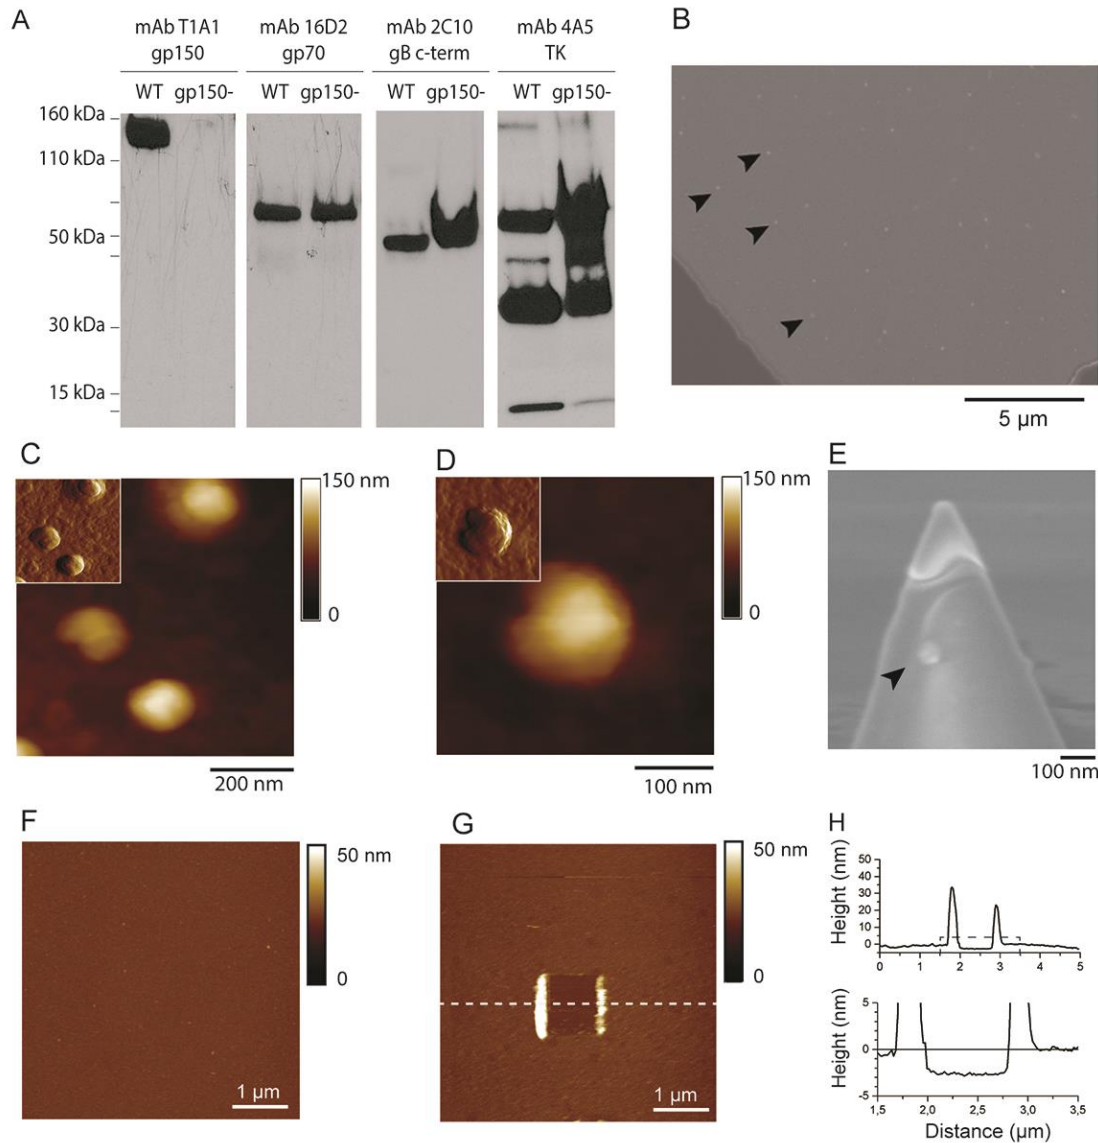 A
mAb T1A1
gp150
mAb 16D2
gp70
mAb 2C10
gB c-term
mAb 4A5
TK
WT gp150-
WT gp150-
WT gp150-
WT gp150-
160 kDa
110 kDa
50 kDa
30 kDa
15 kDa
B
5 µm
C
150 nm
0
200 nm
D
150 nm
0
100 nm
E
100 nm
F
50 nm
0
1 µm
G
50 nm
0
1 µm
H
Height (nm)
50
40
30
20
10
0
0 1 2 3 4 5
Height (nm)
5
0
-5
1,5 2,0 2,5 3,0 3,5
Distance (µm)